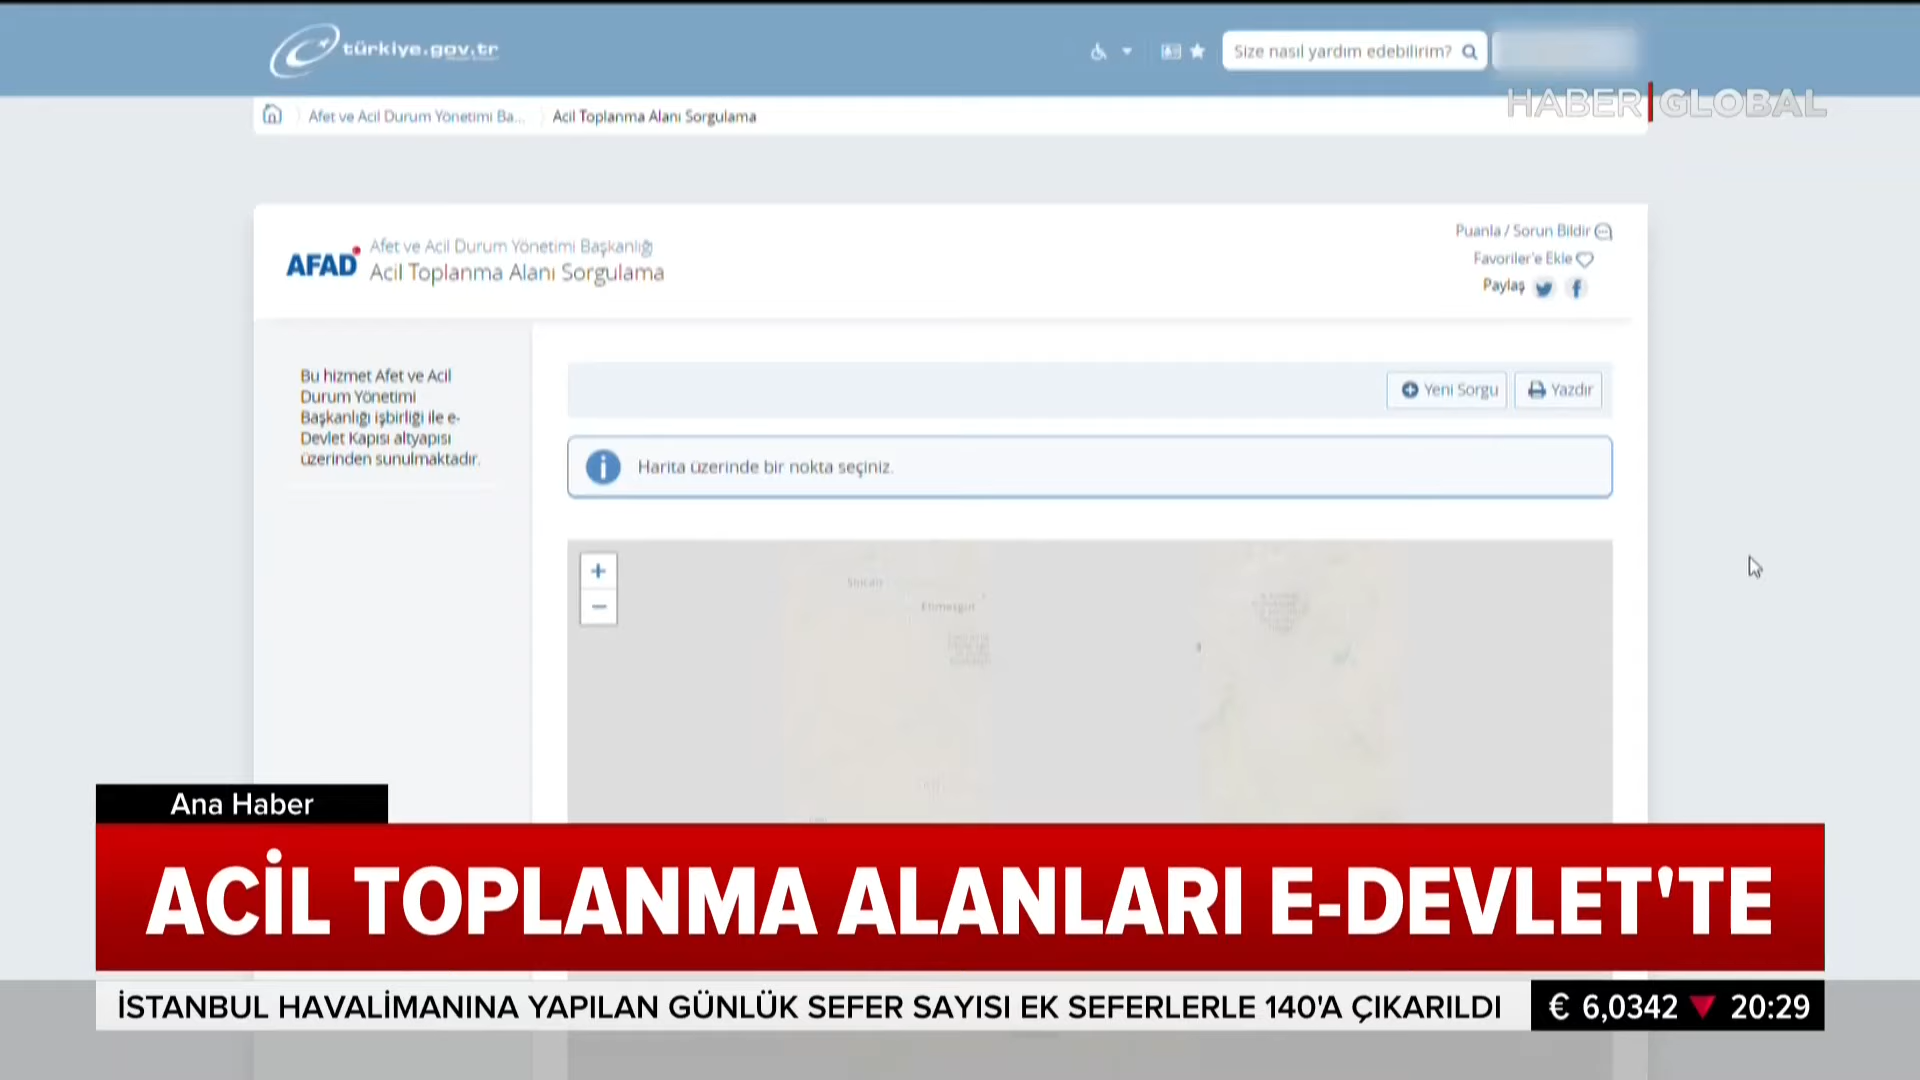 türkiye.gov.tr
Size nasıl yardım edebilirim?
HABER GLOBAL
Afet ve Acil Durum Yönetimi Ba...
Acil Toplanma Alanı Sorgulama
AFAD
Afet ve Acil Durum Yönetimi Başkanlığı
Acil Toplanma Alanı Sorgulama
Puanla / Sorun Bildir
Favoriler'e Ekle
Paylaş
Bu hizmet Afet ve Acil
Durum Yönetimi
Başkanlığı işbirliği ile e-
Devlet Kapısı altyapısı
üzerinden sunulmaktadır.
Yeni Sorgu
Yazdır
Harita üzerinde bir nokta seçiniz.
+
−
Sincan
Etimesgut
Ana Haber
ACİL TOPLANMA ALANLARI E-DEVLET'TE
İSTANBUL HAVALİMANINA YAPILAN GÜNLÜK SEFER SAYISI EK SEFERLERLE 140'A ÇIKARILDI
€ 6,0342 20:29